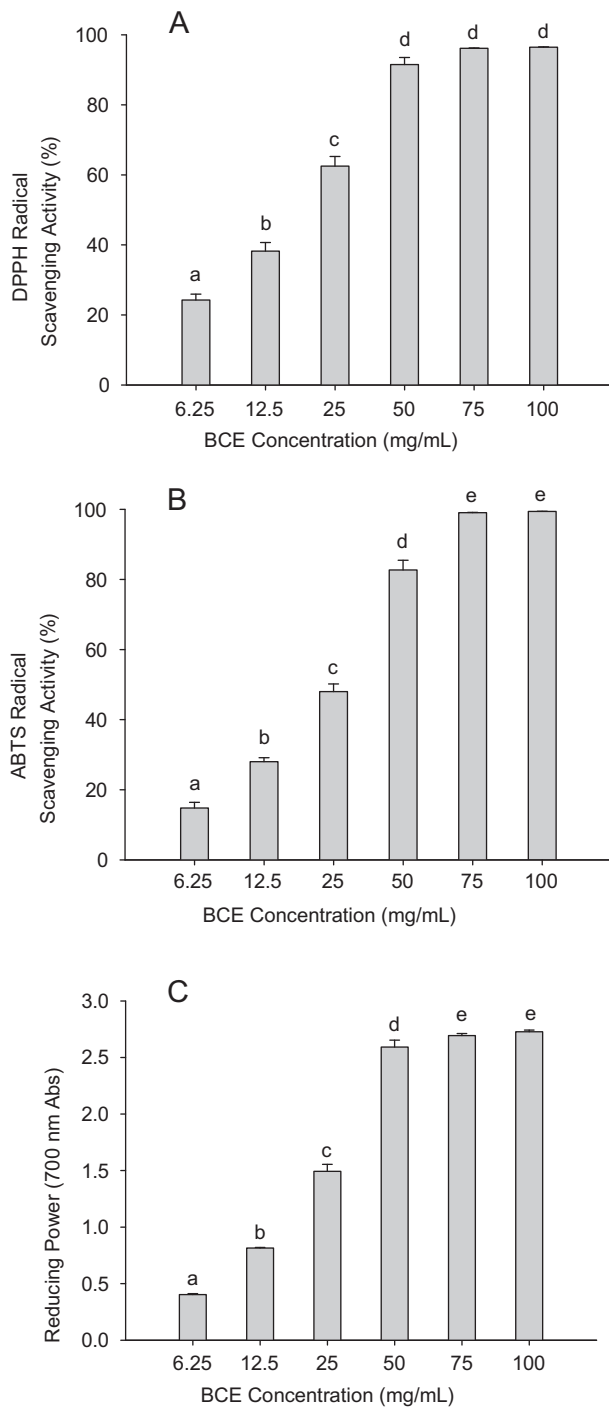 A
DPPH Radical
Scavenging Activity (%)
100
80
60
40
20
0
a
b
c
d
d
d
6.25 12.5 25 50 75 100
BCE Concentration (mg/mL)
B
ABTS Radical
Scavenging Activity (%)
100
80
60
40
20
0
a
b
c
d
e
e
6.25 12.5 25 50 75 100
BCE Concentration (mg/mL)
C
Reducing Power (700 nm Abs)
3.0
2.5
2.0
1.5
1.0
0.5
0.0
a
b
c
d
e
e
6.25 12.5 25 50 75 100
BCE Concentration (mg/mL)